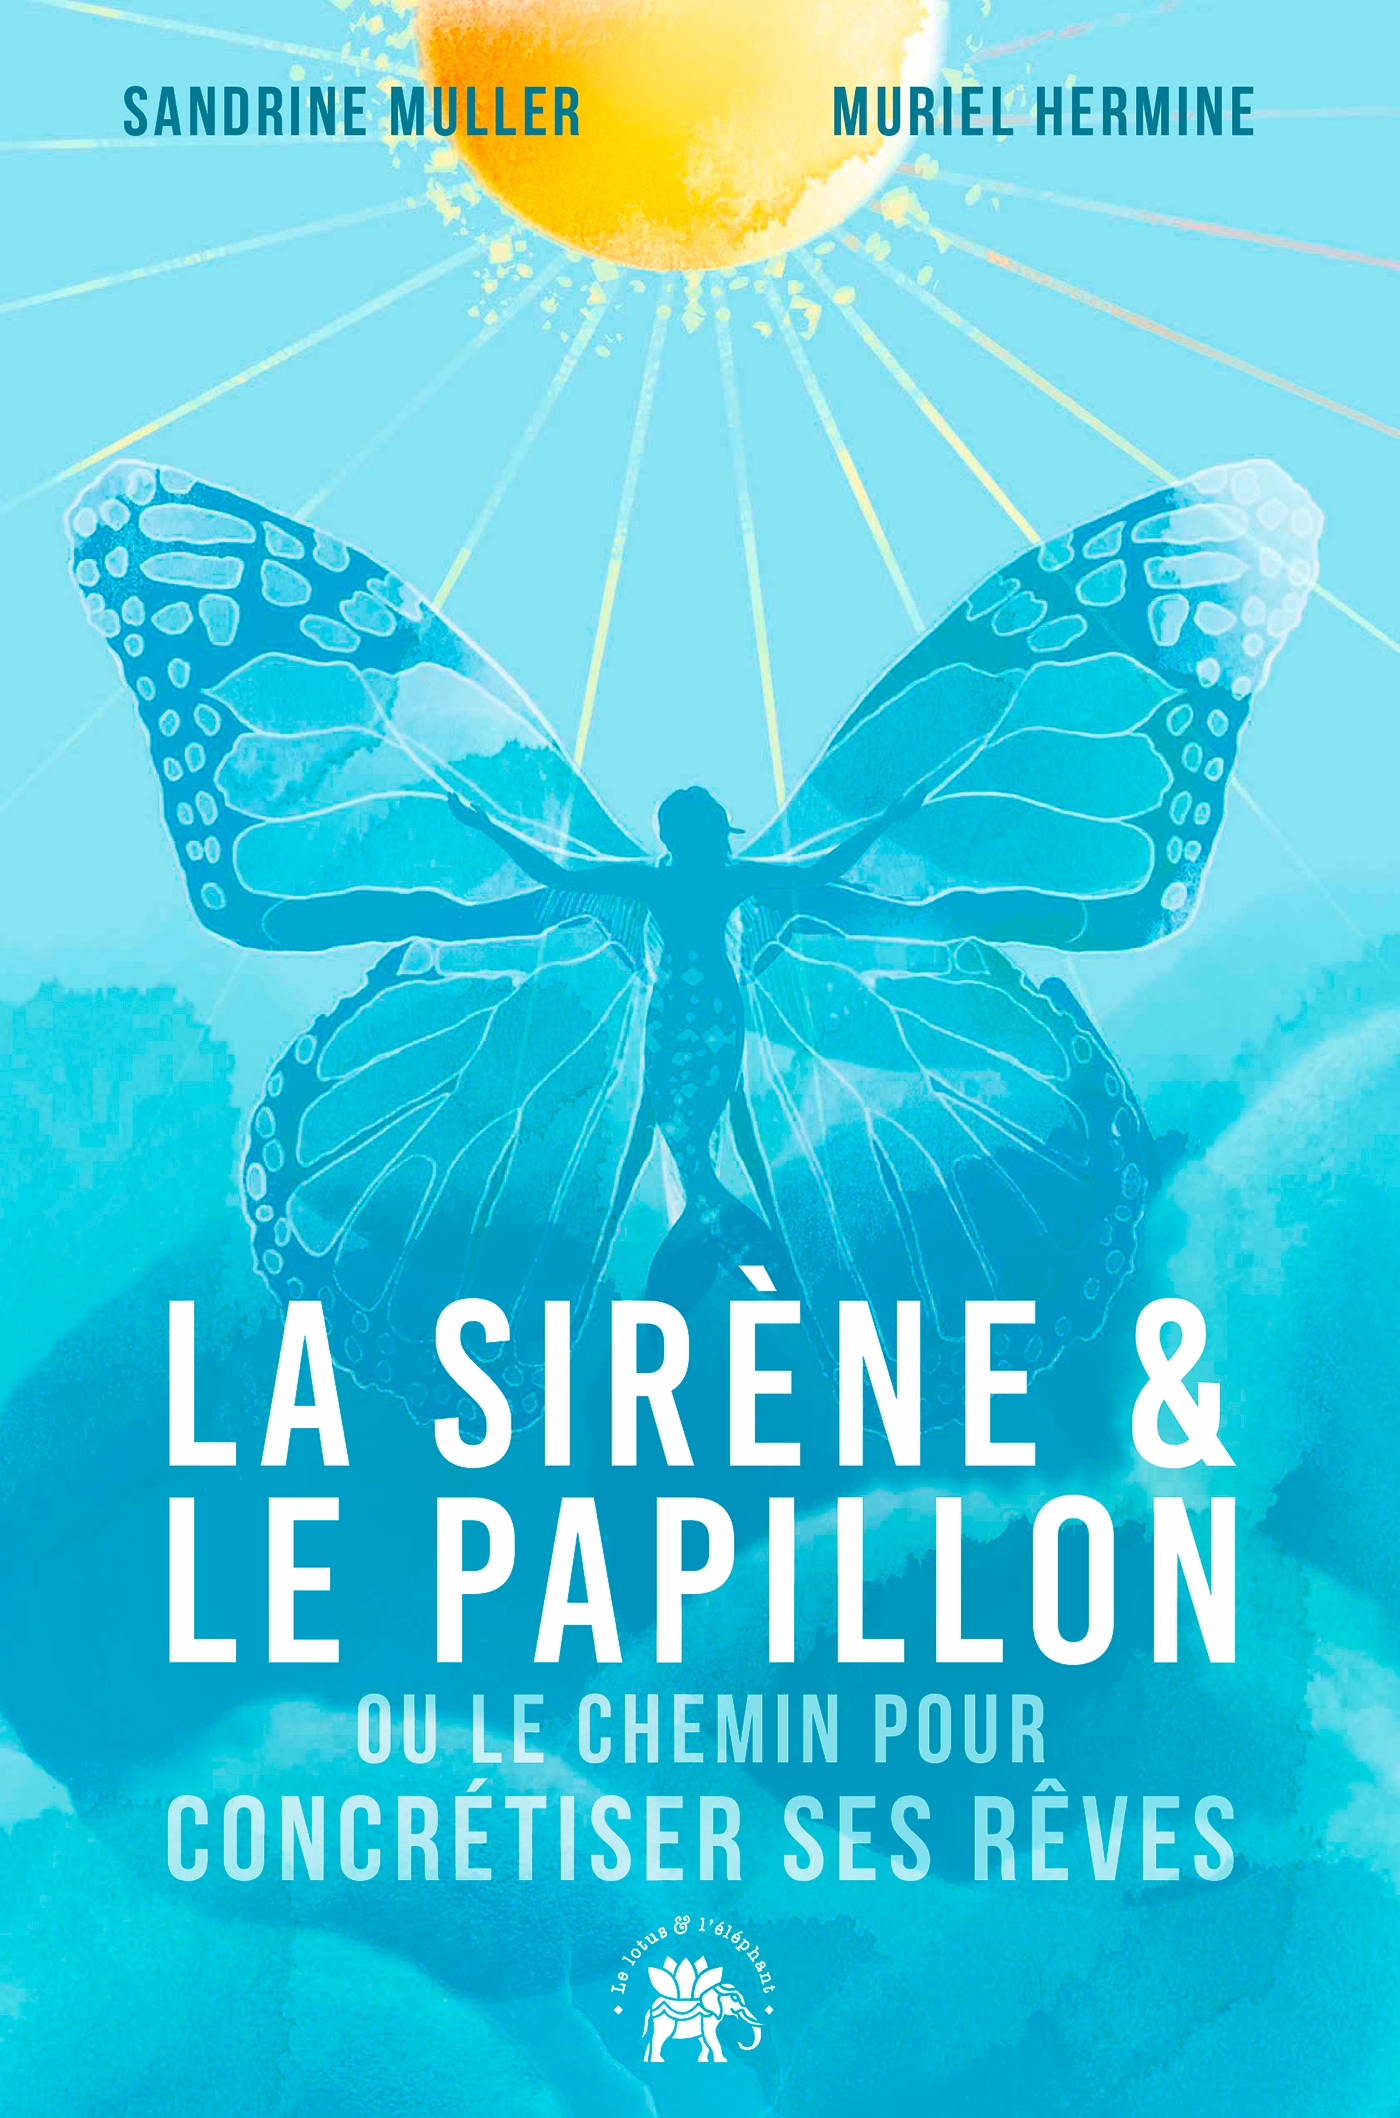 SANDRINE MULLER
MURIEL HERMINE
LA SIRÈNE &
LE PAPILLON
OU LE CHEMIN POUR
CONCRÉTISER SES RÊVES
Le lotus & l'éléphant